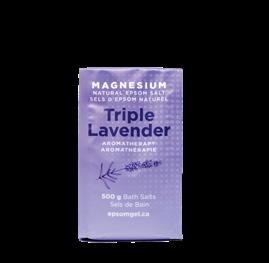 MAGNESIUM
NATURAL EPSOM SALT
SELS D'EPSOM NATUREL
Triple
Lavender
AROMATHERAPY
AROMATHÉRAPIE
500 g Bath Salts
Sels de Bain
epsomgel.ca